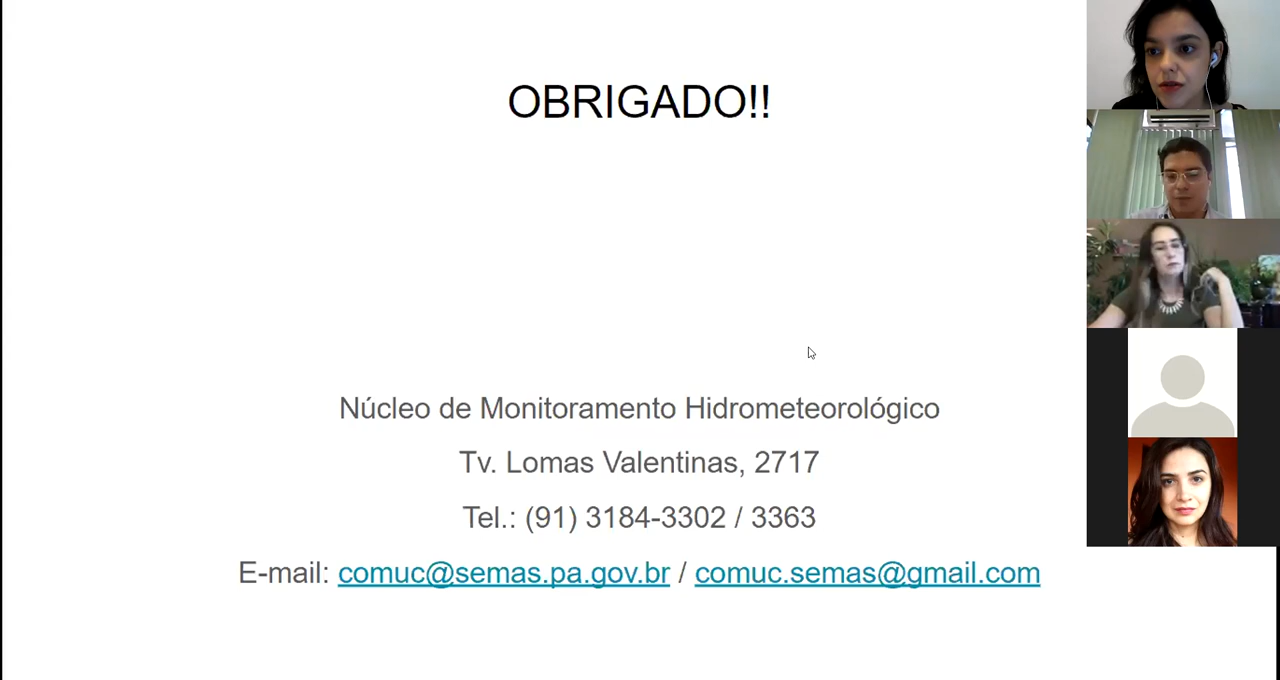 OBRIGADO!!
Núcleo de Monitoramento Hidrometeorológico
Tv. Lomas Valentinas, 2717
Tel.: (91) 3184-3302 / 3363
E-mail: comuc@semas.pa.gov.br / comuc.semas@gmail.com